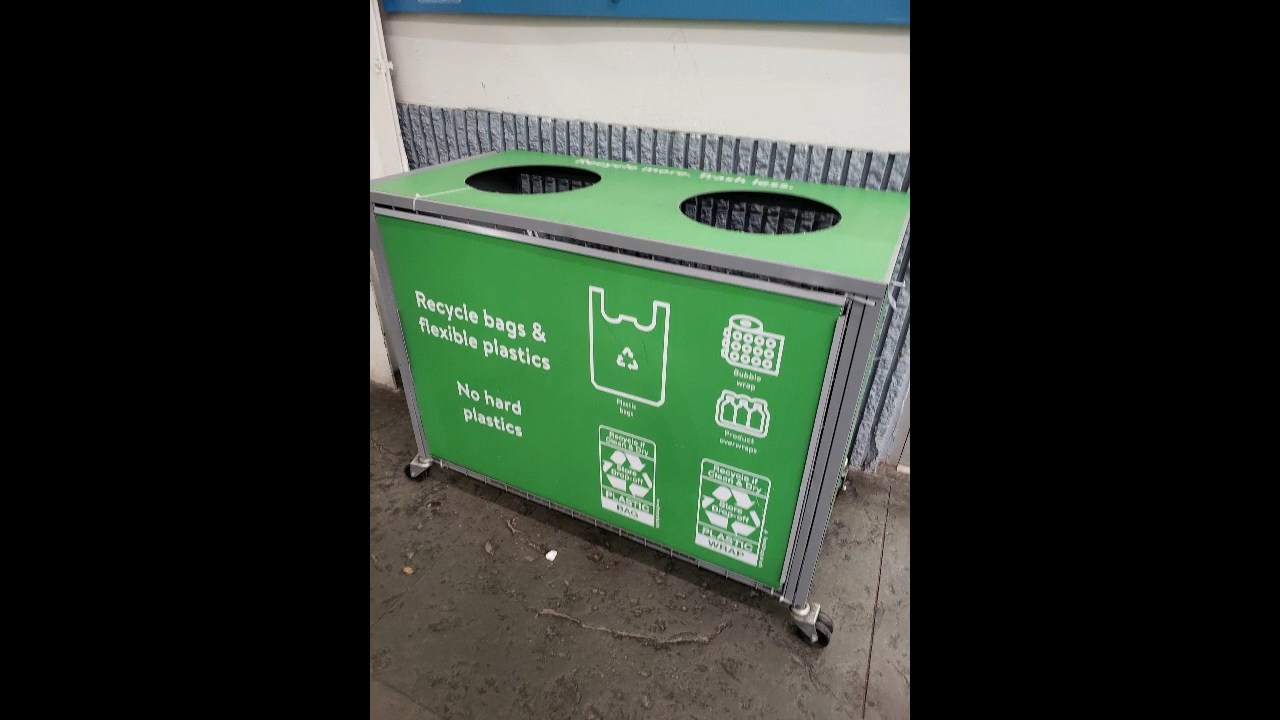 Recycle more. Trash less.
Recycle bags &
flexible plastics
No hard
plastics
Plastic
bags
Bubble
wrap
Product
overwraps
Recycle if
Clean & Dry
Store
Drop-off
PLASTIC
BAG
Recycle if
Clean & Dry
Store
Drop-off
PLASTIC
WRAP